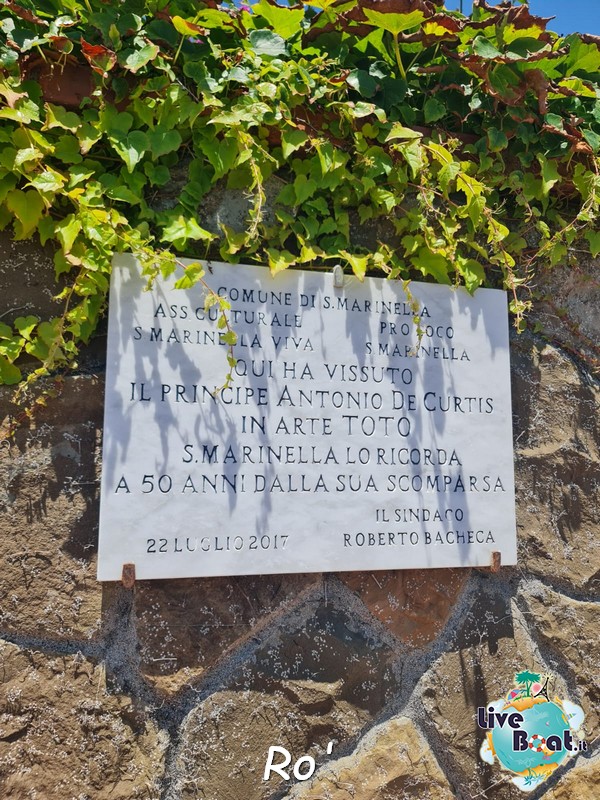 COMUNE DI S.MARINELLA
ASS CULTURALE PRO LOCO
S MARINELLA VIVA S MARINELLA
QUI HA VISSUTO
IL PRINCIPE ANTONIO DE CURTIS
IN ARTE TOTO
S.MARINELLA LO RICORDA
A 50 ANNI DALLA SUA SCOMPARSA
IL SINDACO
22 LUGLIO 2017 ROBERTO BACHECA
Live Boat.it
Ro'